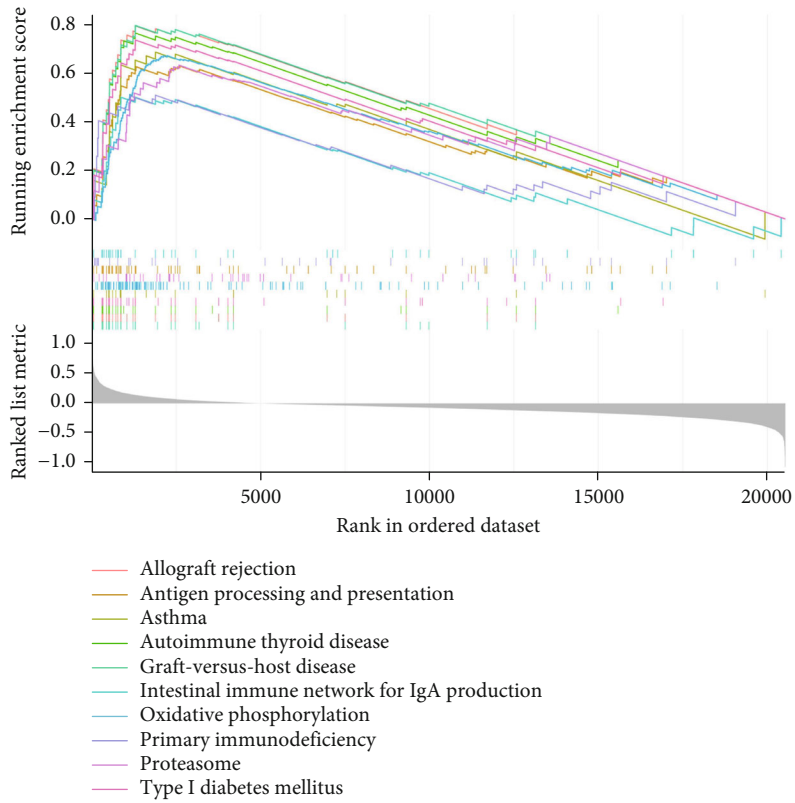 Running enrichment score
0.8
0.6
0.4
0.2
0.0
Ranked list metric
1.0
0.5
0.0
−0.5
−1.0
5000 10000 15000 20000
Rank in ordered dataset
Allograft rejection
Antigen processing and presentation
Asthma
Autoimmune thyroid disease
Graft-versus-host disease
Intestinal immune network for IgA production
Oxidative phosphorylation
Primary immunodeficiency
Proteasome
Type I diabetes mellitus